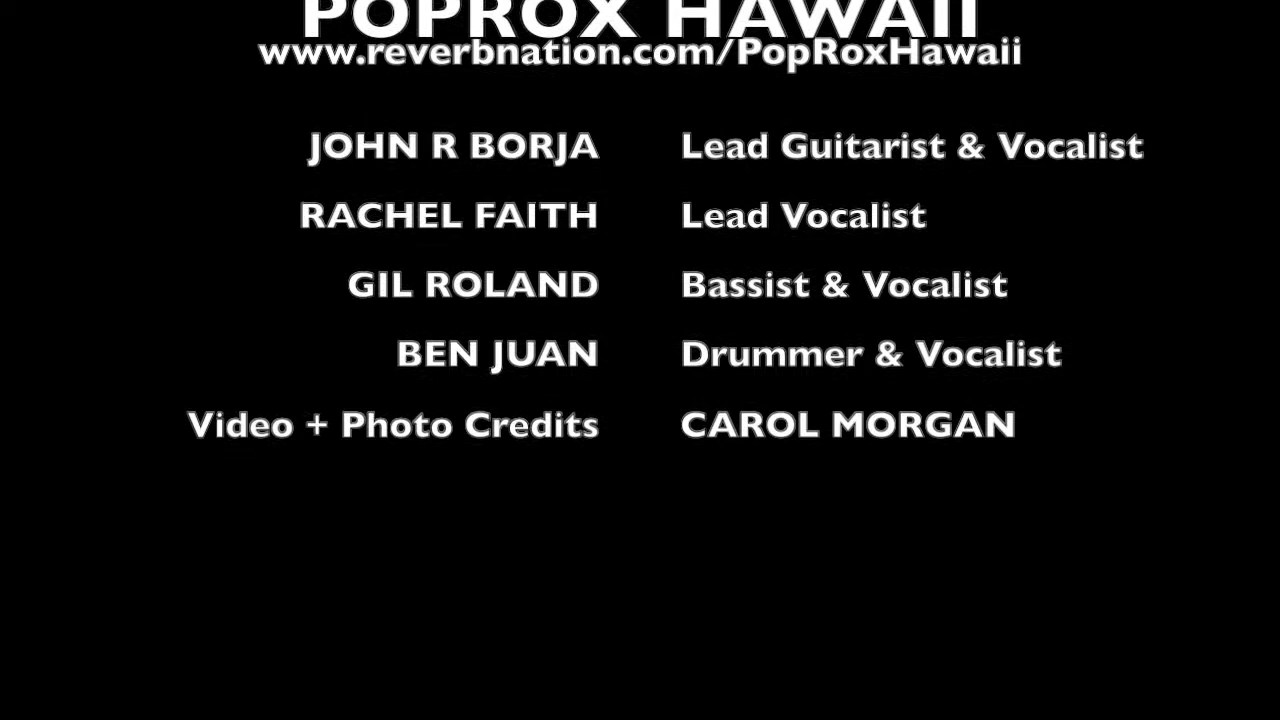 POPROX HAWAII
www.reverbnation.com/PopRoxHawaii
JOHN R BORJA Lead Guitarist & Vocalist
RACHEL FAITH Lead Vocalist
GIL ROLAND Bassist & Vocalist
BEN JUAN Drummer & Vocalist
Video + Photo Credits CAROL MORGAN